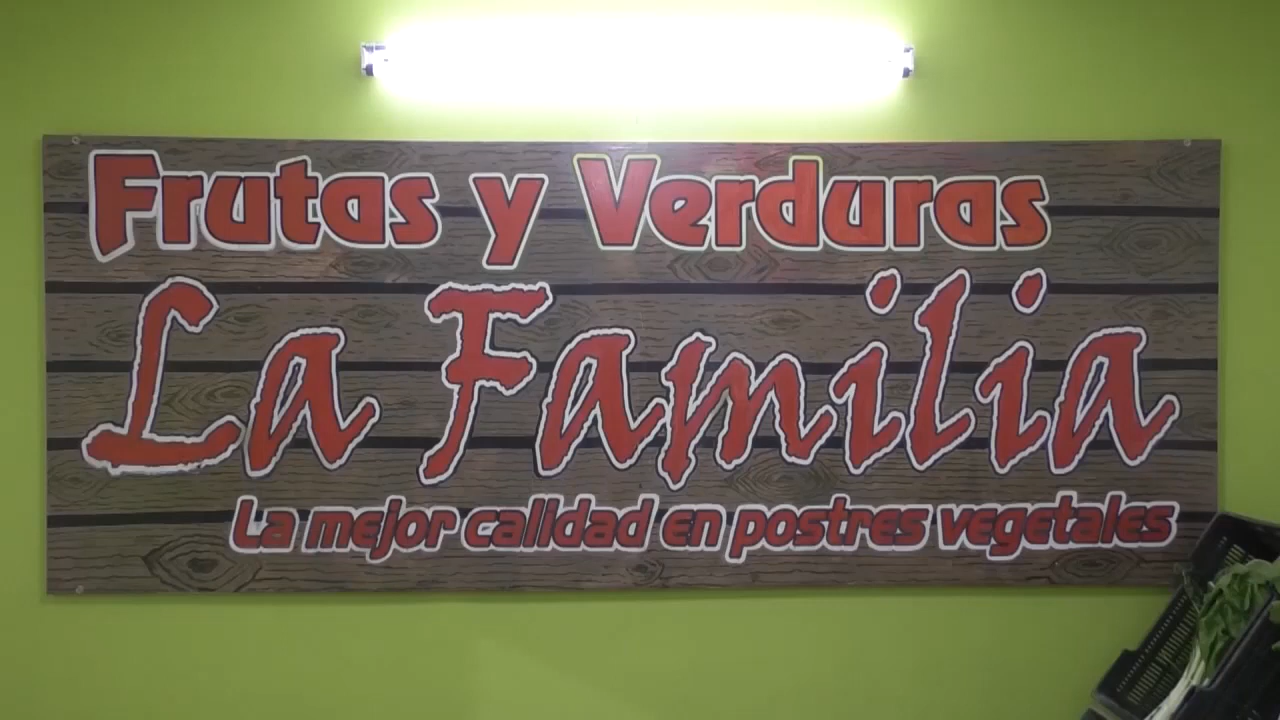 Frutas y Verduras
La Familia
La mejor calidad en postres vegetales